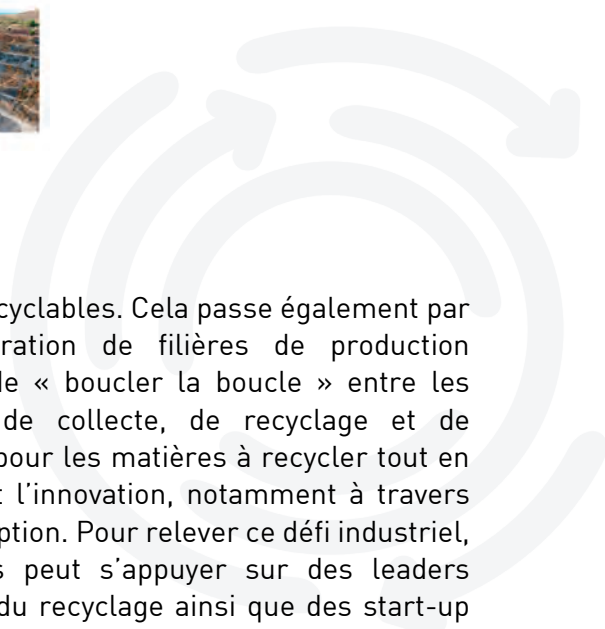 cyclables. Cela passe également par
ration de filières de production
de « boucler la boucle » entre les
de collecte, de recyclage et de
pour les matières à recycler tout en
t l’innovation, notamment à travers
ption. Pour relever ce défi industriel,
s peut s’appuyer sur des leaders
du recyclage ainsi que des start-up